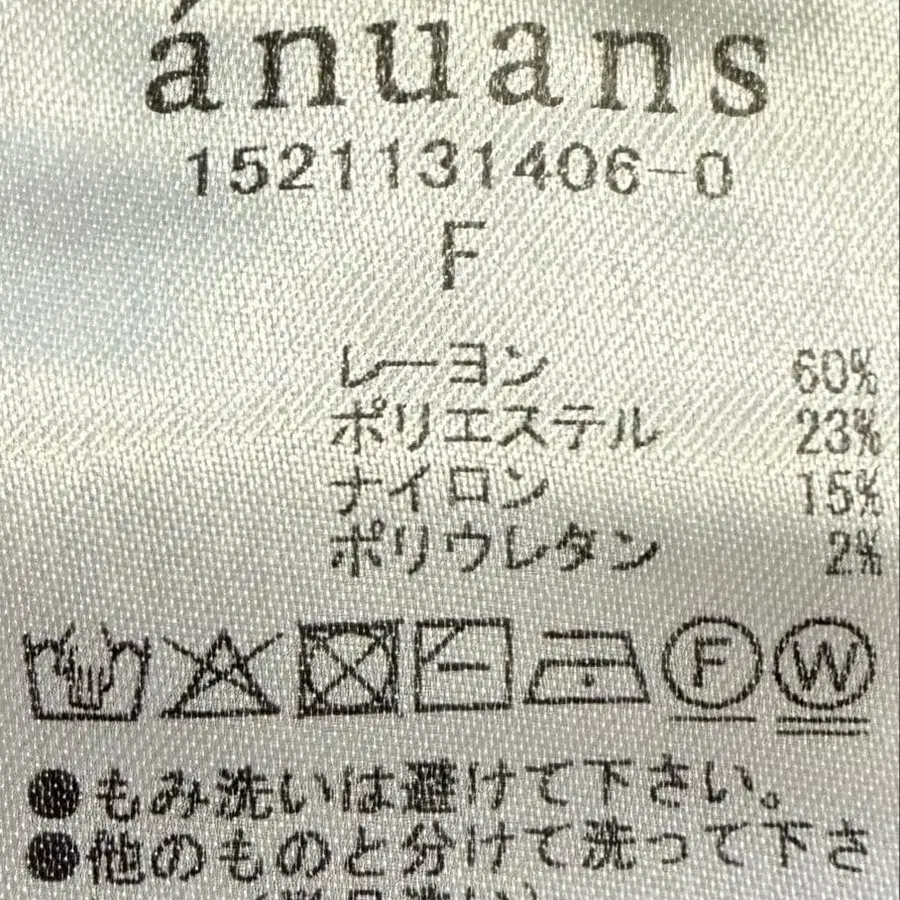 ánuans
1521131406-0
F
レーヨン 60%
ポリエステル 23%
ナイロン 15%
ポリウレタン 2%
F W
●もみ洗いは避けて下さい。
●他のものと分けて洗って下さ